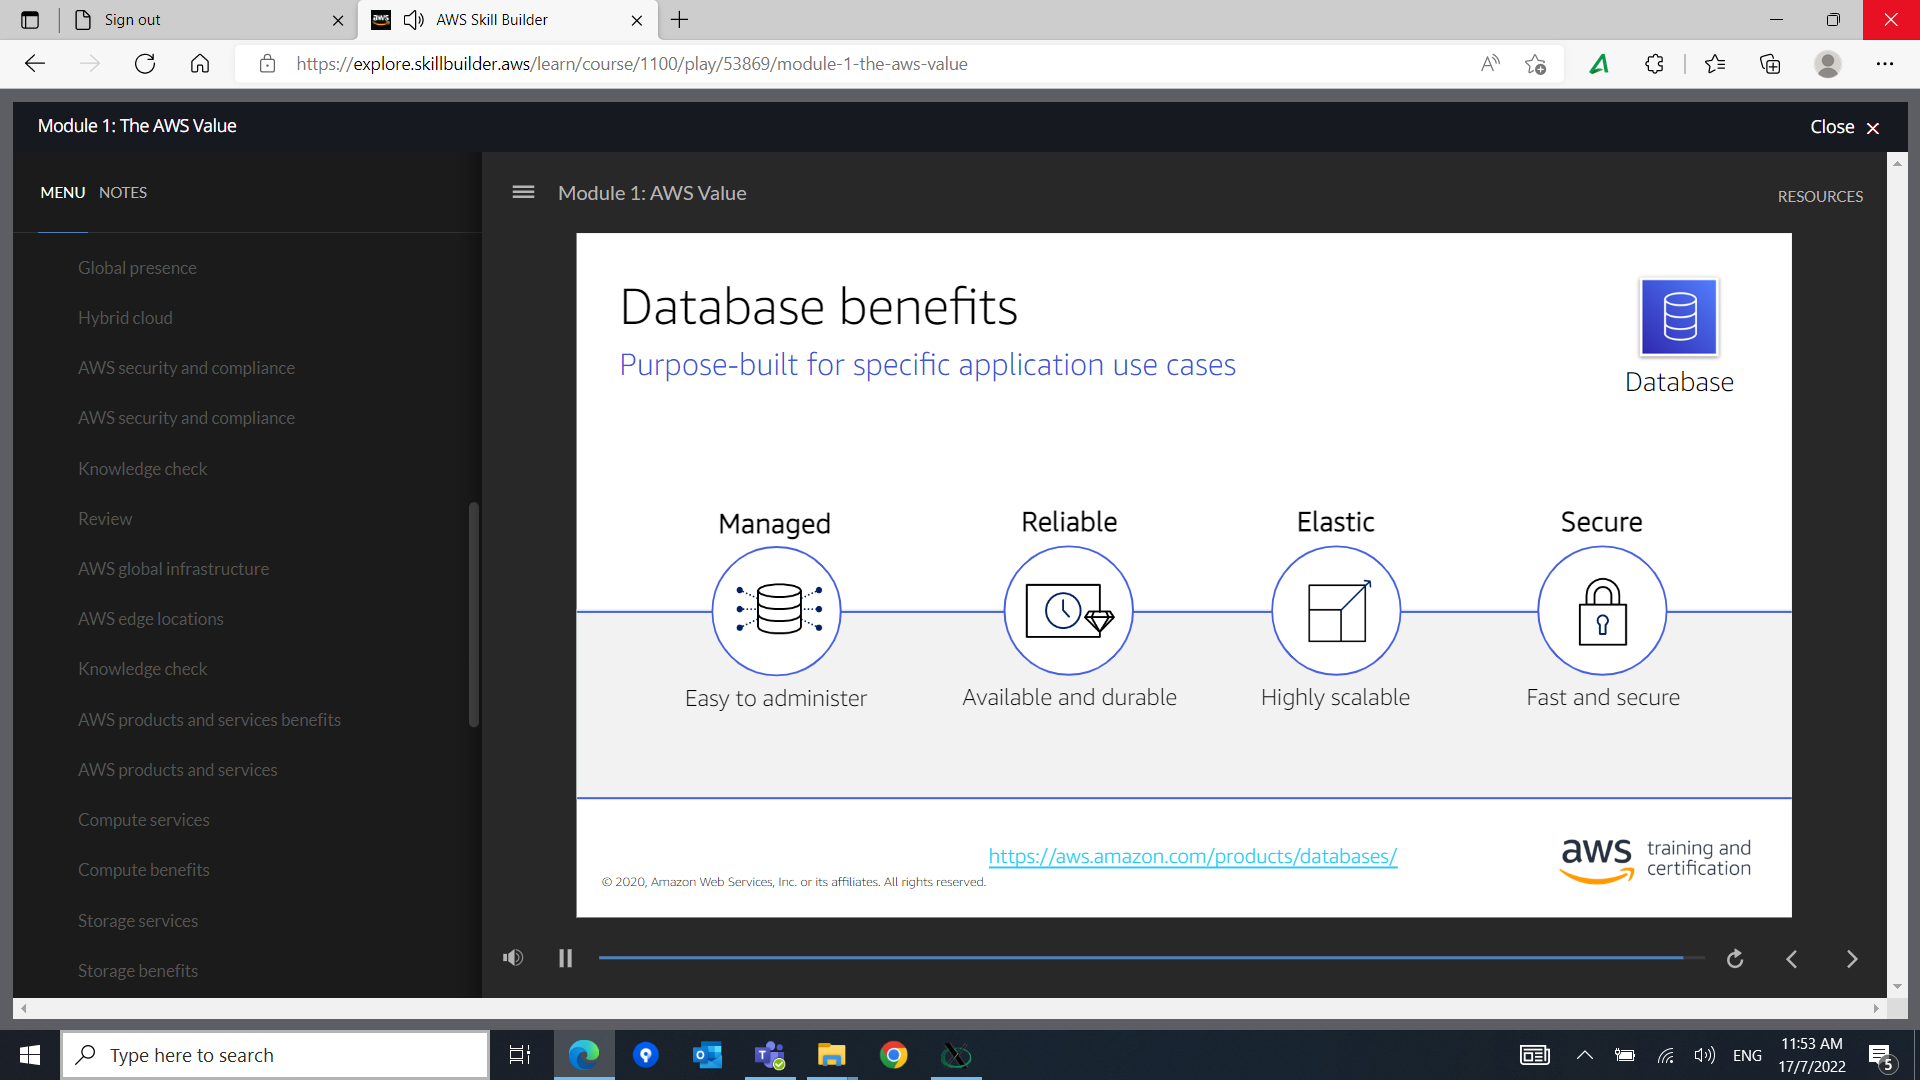 Sign out
AWS Skill Builder
https://explore.skillbuilder.aws/learn/course/1100/play/53869/module-1-the-aws-value
Module 1: The AWS Value
Close
MENU NOTES
Module 1: AWS Value
RESOURCES
Global presence
Hybrid cloud
AWS security and compliance
AWS security and compliance
Knowledge check
Review
AWS global infrastructure
AWS edge locations
Knowledge check
AWS products and services benefits
AWS products and services
Compute services
Compute benefits
Storage services
Storage benefits
Database benefits
Purpose-built for specific application use cases
Database
Managed
Reliable
Elastic
Secure
Easy to administer
Available and durable
Highly scalable
Fast and secure
https://aws.amazon.com/products/databases/
© 2020, Amazon Web Services, Inc. or its affiliates. All rights reserved.
aws training and certification
Type here to search
ENG
11:53 AM
17/7/2022
5